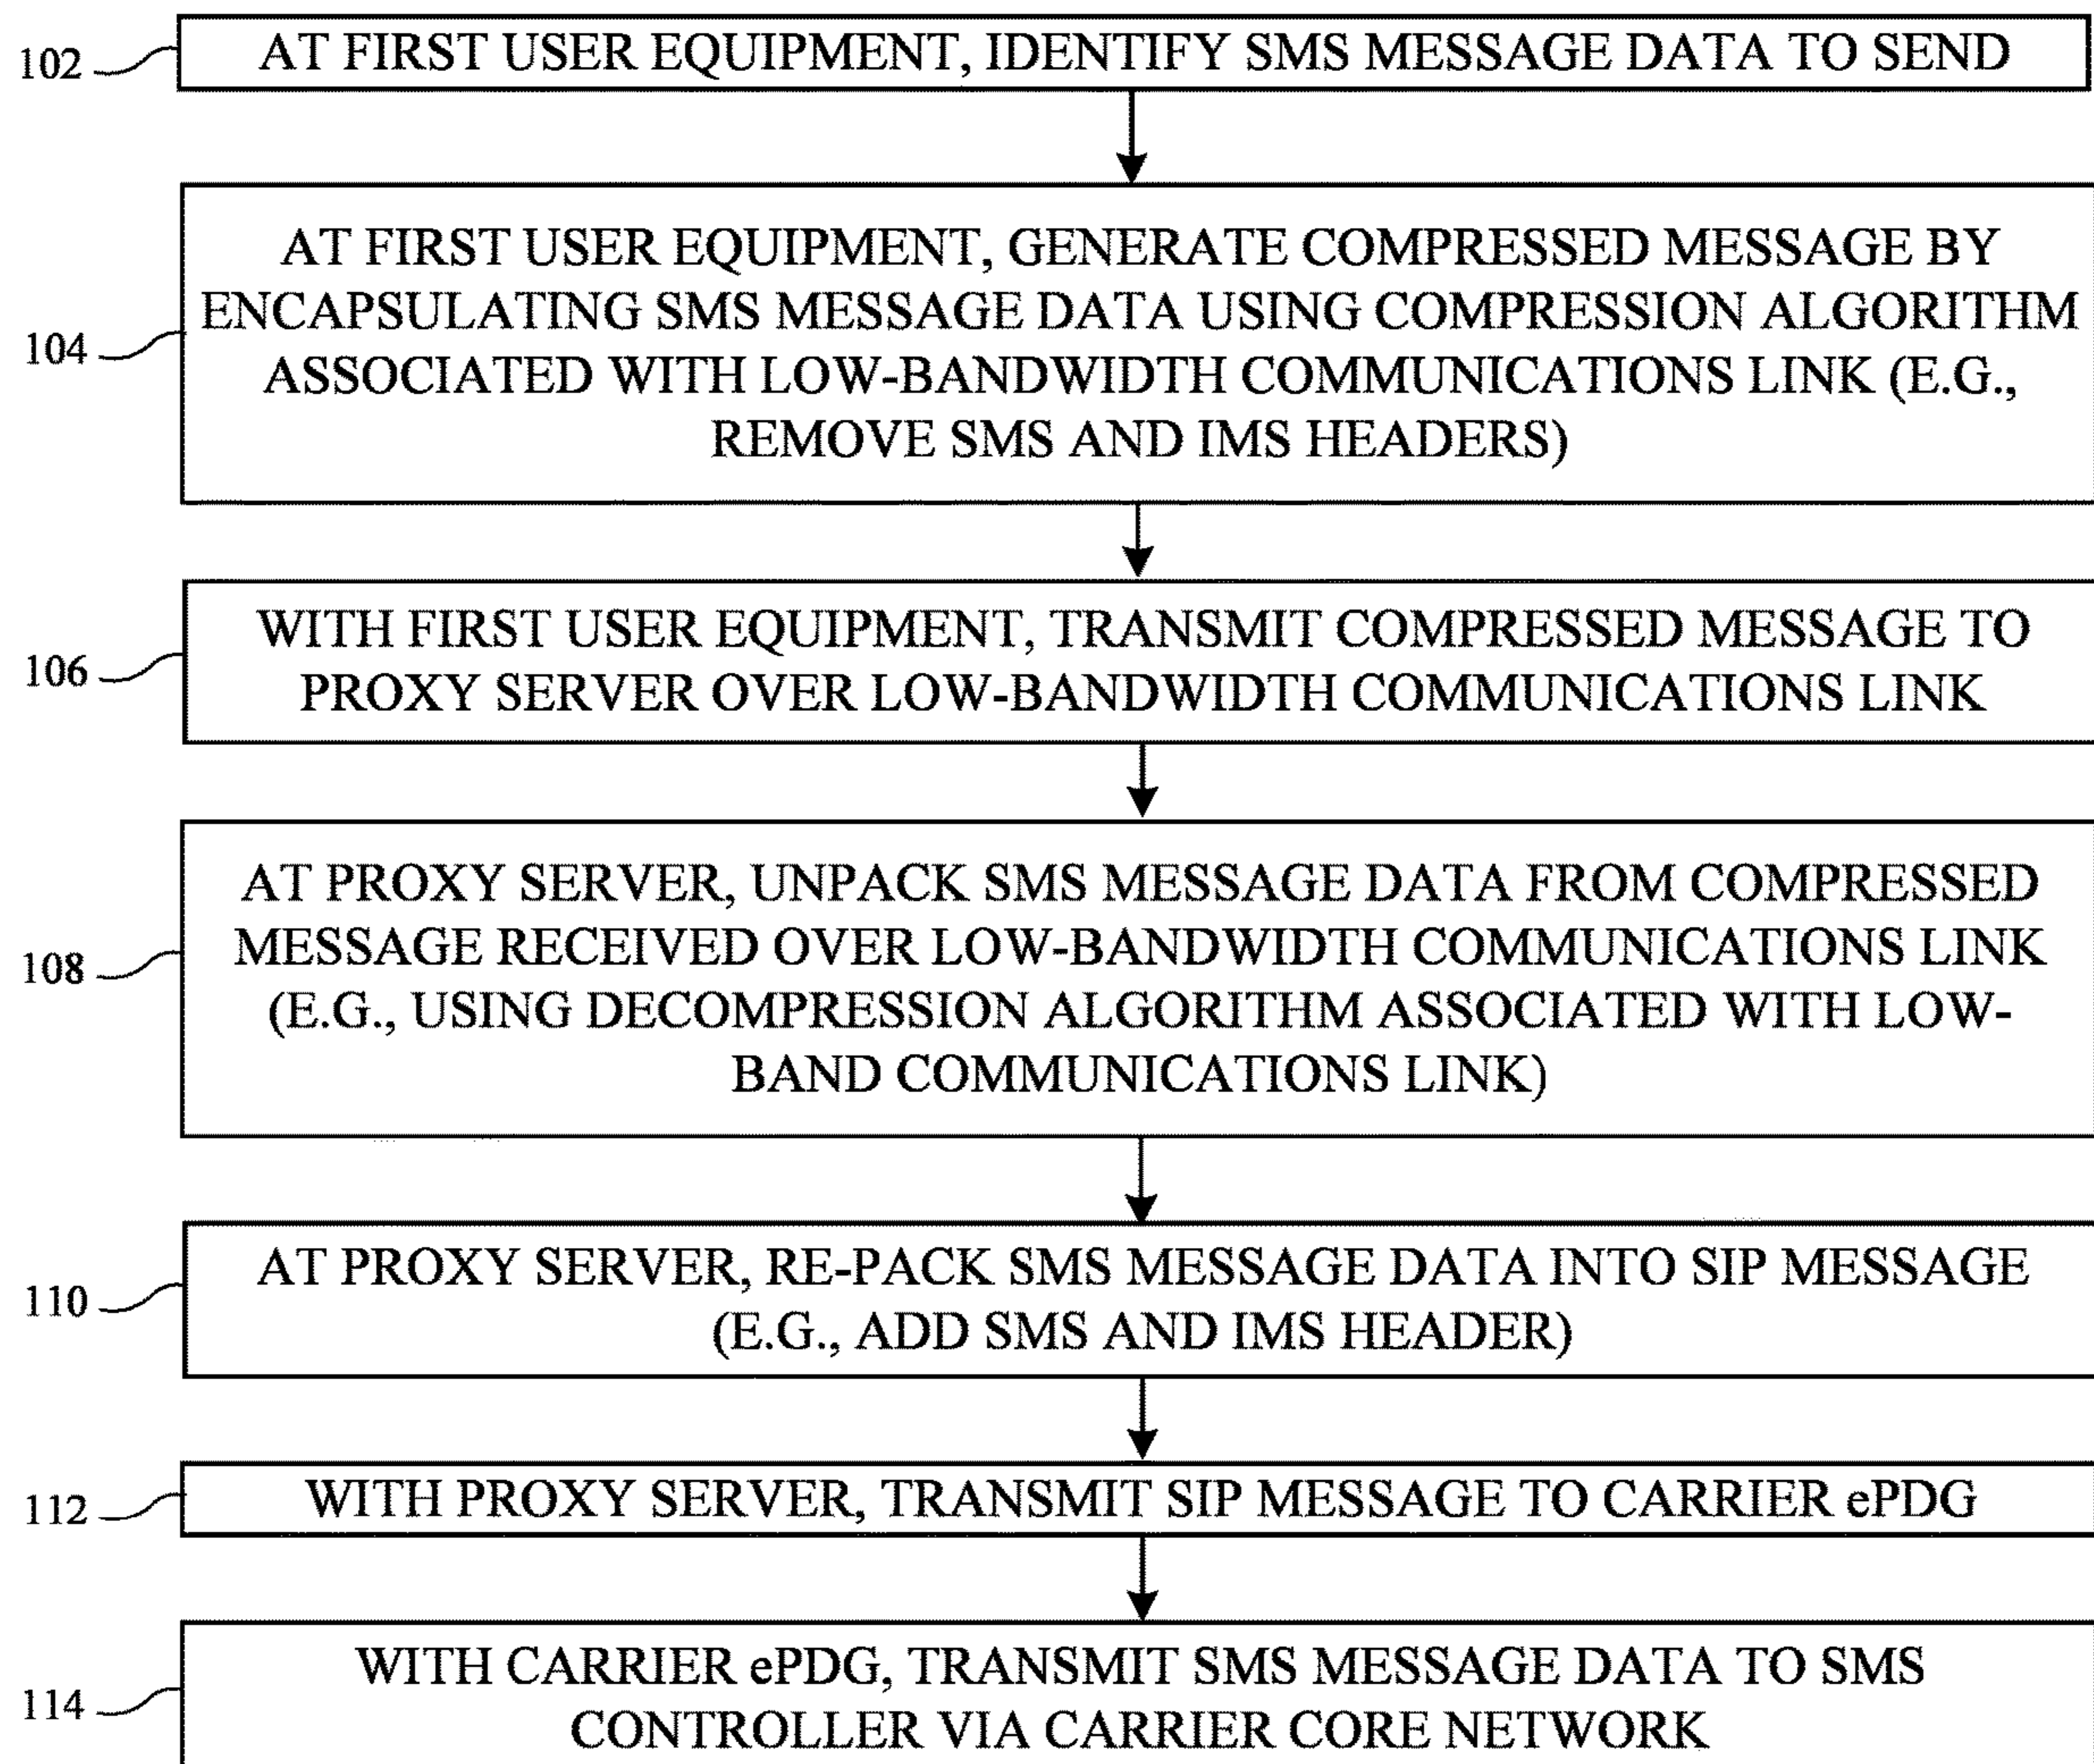 102
AT FIRST USER EQUIPMENT, IDENTIFY SMS MESSAGE DATA TO SEND
104
AT FIRST USER EQUIPMENT, GENERATE COMPRESSED MESSAGE BY
ENCAPSULATING SMS MESSAGE DATA USING COMPRESSION ALGORITHM
ASSOCIATED WITH LOW-BANDWIDTH COMMUNICATIONS LINK (E.G.,
REMOVE SMS AND IMS HEADERS)
106
WITH FIRST USER EQUIPMENT, TRANSMIT COMPRESSED MESSAGE TO
PROXY SERVER OVER LOW-BANDWIDTH COMMUNICATIONS LINK
108
AT PROXY SERVER, UNPACK SMS MESSAGE DATA FROM COMPRESSED
MESSAGE RECEIVED OVER LOW-BANDWIDTH COMMUNICATIONS LINK
(E.G., USING DECOMPRESSION ALGORITHM ASSOCIATED WITH LOW-
BAND COMMUNICATIONS LINK)
110
AT PROXY SERVER, RE-PACK SMS MESSAGE DATA INTO SIP MESSAGE
(E.G., ADD SMS AND IMS HEADER)
112
WITH PROXY SERVER, TRANSMIT SIP MESSAGE TO CARRIER ePDG
114
WITH CARRIER ePDG, TRANSMIT SMS MESSAGE DATA TO SMS
CONTROLLER VIA CARRIER CORE NETWORK